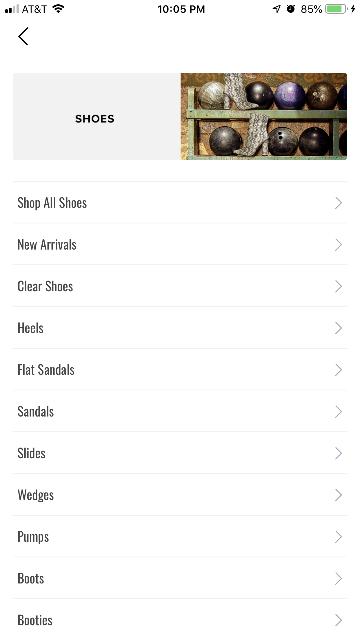 AT&T 10:05 PM 85%
SHOES
Shop All Shoes
New Arrivals
Clear Shoes
Heels
Flat Sandals
Sandals
Slides
Wedges
Pumps
Boots
Booties